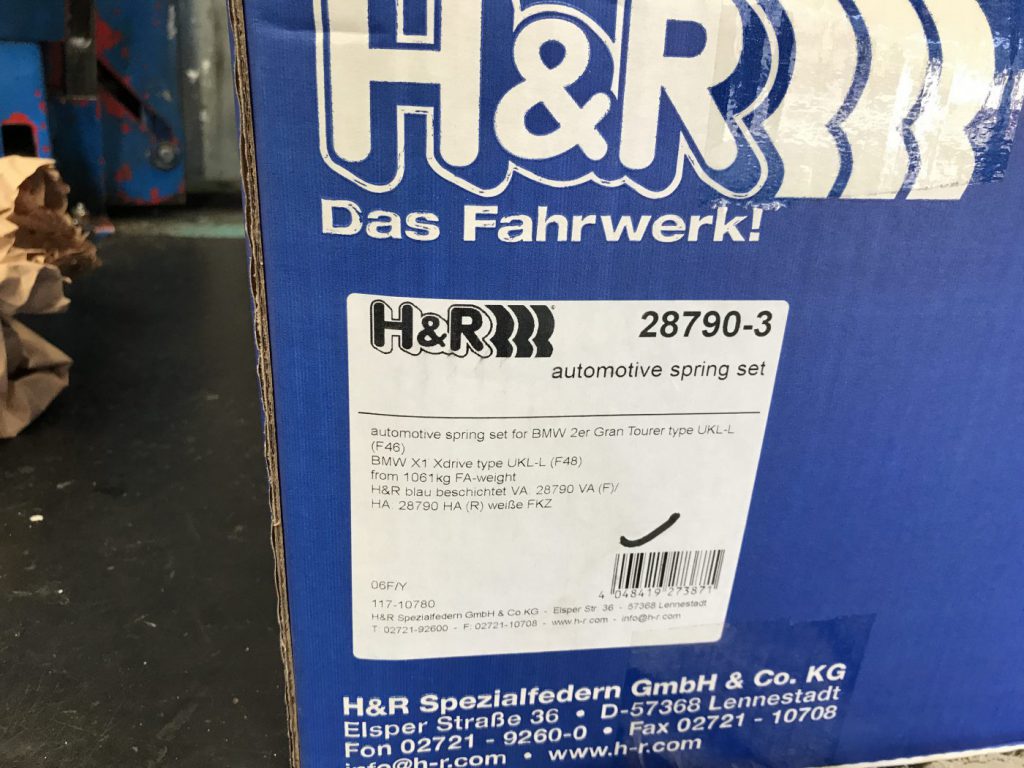 H&R
Das Fahrwerk!
H&R
28790-3
automotive spring set
automotive spring set for BMW 2er Gran Tourer type UKL-L
(F46)
BMW X1 Xdrive type UKL-L (F48)
from 1061kg FA-weight
H&R blau beschichtet VA. 28790 VA (F)/
HA. 28790 HA (R) weiße FKZ
4 048419 273871
06F/Y
117-10780
H&R Spezialfedern GmbH & Co.KG - Elsper Str. 36 - 57368 Lennestadt
T. 02721-92600 - F: 02721-10708 - www.h-r.com - info@h-r.com
H&R Spezialfedern GmbH & Co. KG
Elsper Straße 36 • D-57368 Lennestadt
Fon 02721 - 9260-0 • Fax 02721 - 10708
info@h-r.com • www.h-r.com